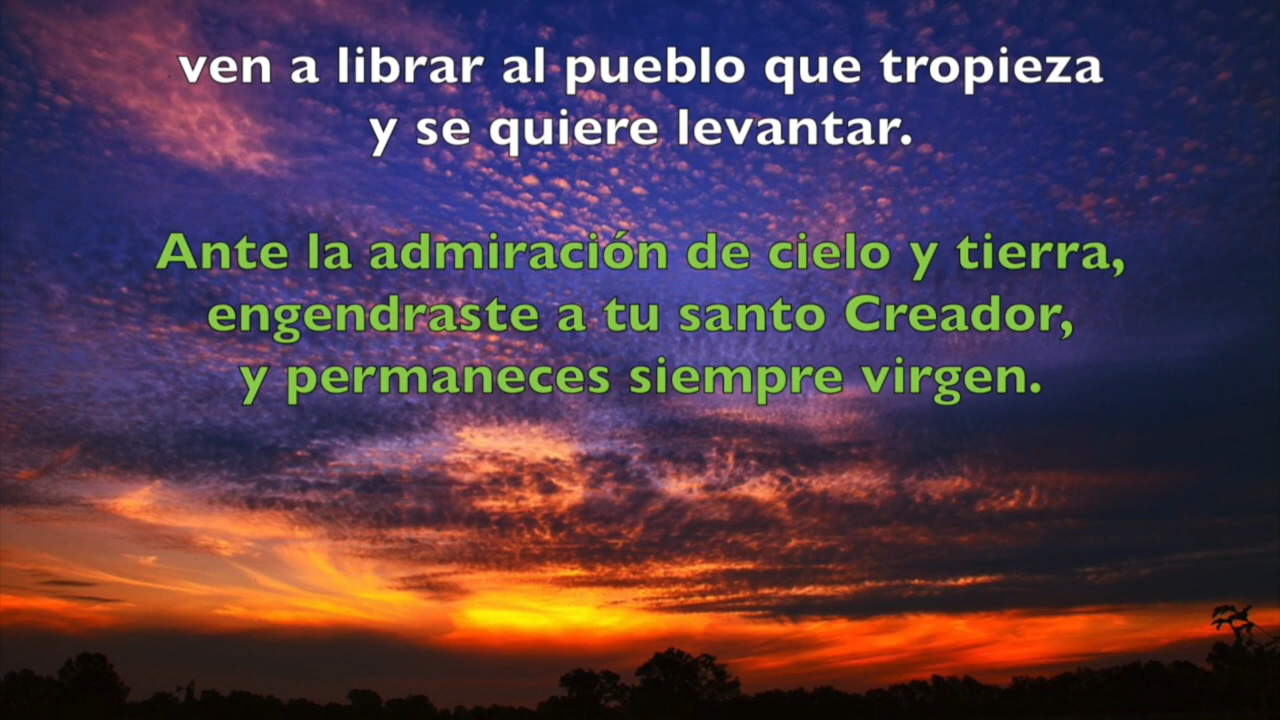 ven a librar al pueblo que tropieza
y se quiere levantar.
Ante la admiración de cielo y tierra,
engendraste a tu santo Creador,
y permaneces siempre virgen.